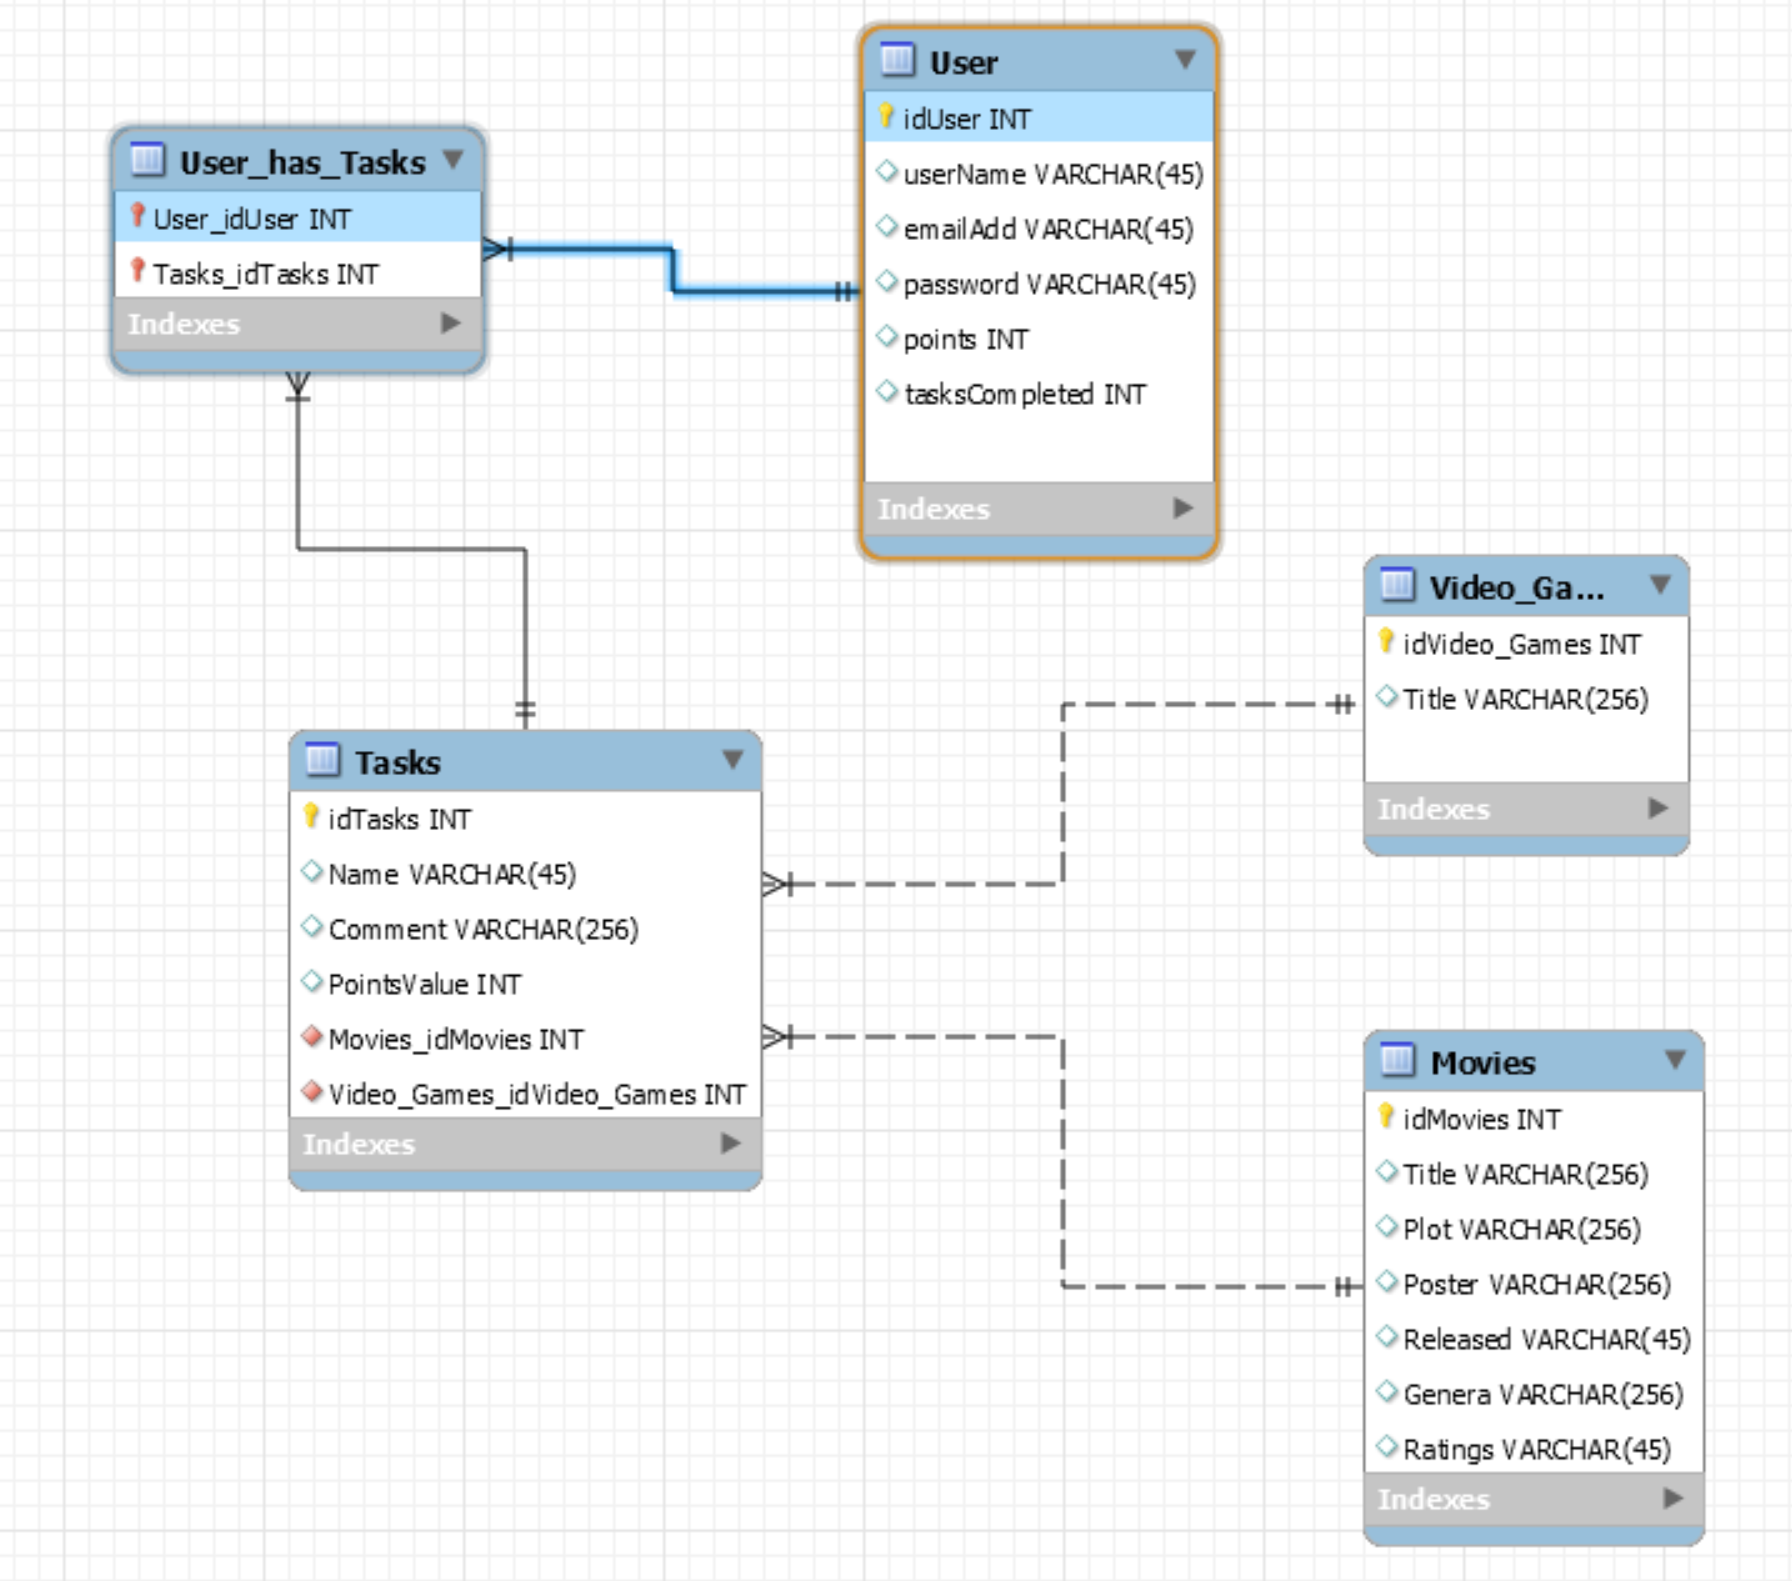 User
idUser INT
userName VARCHAR(45)
emailAdd VARCHAR(45)
password VARCHAR(45)
points INT
tasksCompleted INT
Indexes
User_has_Tasks
User_idUser INT
Tasks_idTasks INT
Indexes
Video_Ga...
idVideo_Games INT
Title VARCHAR(256)
Indexes
Tasks
idTasks INT
Name VARCHAR(45)
Comment VARCHAR(256)
PointsValue INT
Movies_idMovies INT
Video_Games_idVideo_Games INT
Indexes
Movies
idMovies INT
Title VARCHAR(256)
Plot VARCHAR(256)
Poster VARCHAR(256)
Released VARCHAR(45)
Genera VARCHAR(256)
Ratings VARCHAR(45)
Indexes